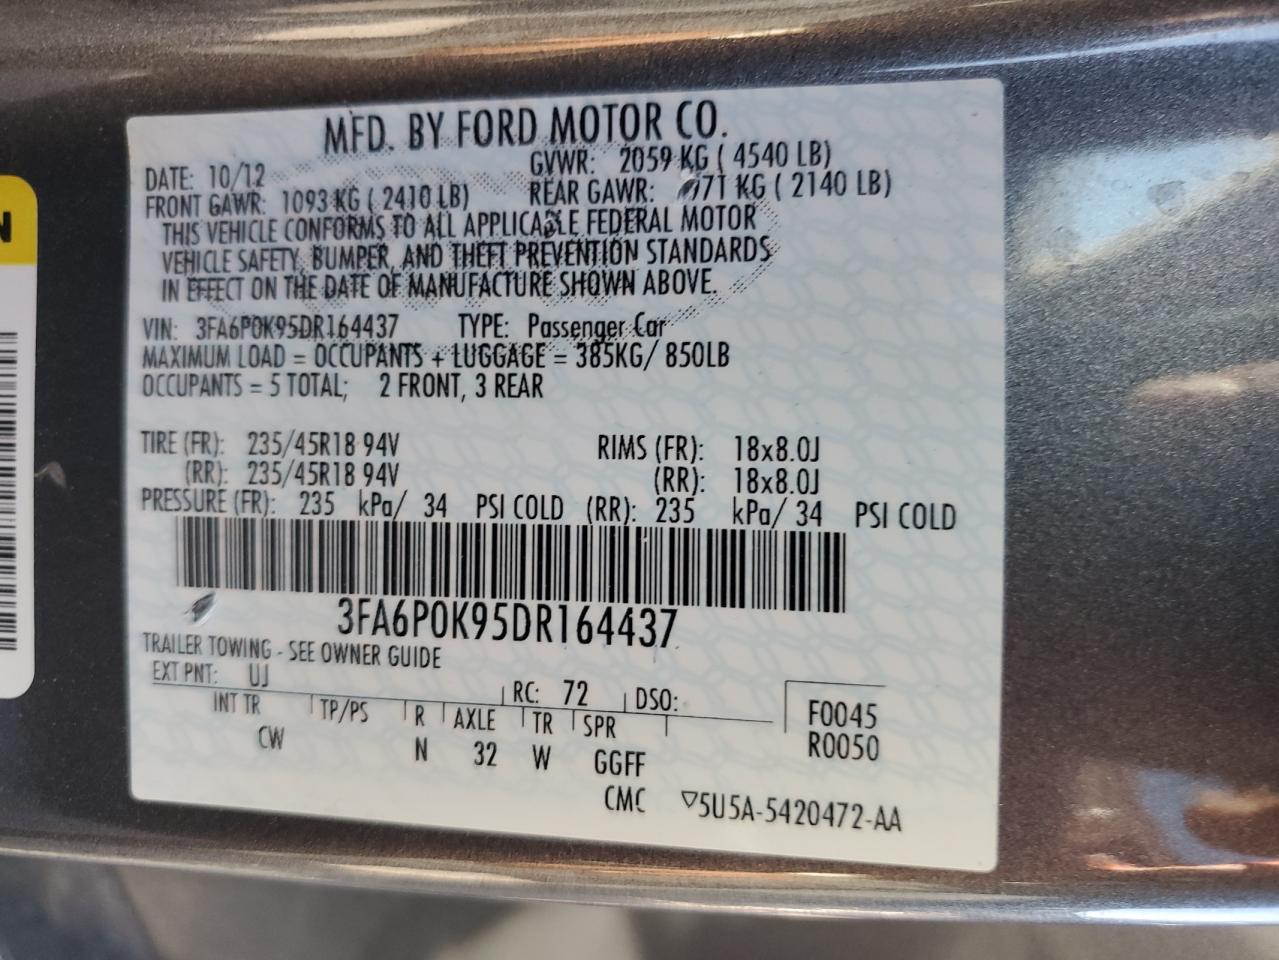 MFD. BY FORD MOTOR CO.
DATE: 10/12 GVWR: 2059 KG ( 4540 LB)
FRONT GAWR: 1093 KG ( 2410 LB) REAR GAWR: KG ( 2140 LB)
THIS VEHICLE CONFORMS TO ALL APPLICABLE FEDERAL MOTOR
VEHICLE SAFETY, BUMPER, AND THEFT PREVENTION STANDARDS
IN EFFECT ON THE DATE OF MANUFACTURE SHOWN ABOVE.
VIN: 3FA6P0K95DR164437 TYPE: Passenger Car
MAXIMUM LOAD = OCCUPANTS + LUGGAGE = 385KG/ 850LB
OCCUPANTS = 5 TOTAL; 2 FRONT, 3 REAR
TIRE (FR): 235/45R18 94V RIMS (FR): 18x8.0J
(RR): 235/45R18 94V (RR): 18x8.0J
PRESSURE (FR): 235 kPa/ 34 PSI COLD (RR): 235 kPa/ 34 PSI COLD
3FA6P0K95DR164437
TRAILER TOWING - SEE OWNER GUIDE
EXT PNT: UJ RC: 72 DSO:
INT TR TP/PS R AXLE TR SPR F0045
CW N 32 W GGFF R0050
CMC ▽5U5A-5420472-AA
N